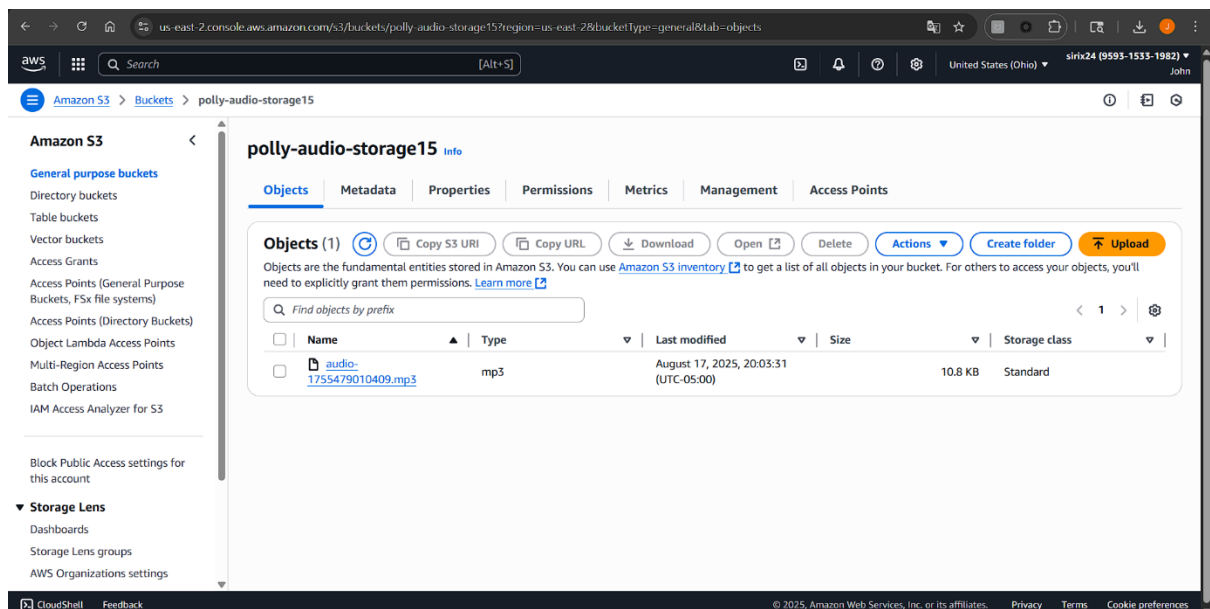 us-east-2.console.aws.amazon.com/s3/buckets/polly-audio-storage15?region=us-east-2&bucketType=general&tab=objects
aws
Search [Alt+S]
United States (Ohio) ▼
sirix24 (9593-1533-1982) ▼
John
Amazon S3 > Buckets > polly-audio-storage15
Amazon S3
General purpose buckets
Directory buckets
Table buckets
Vector buckets
Access Grants
Access Points (General Purpose
Buckets, FSx file systems)
Access Points (Directory Buckets)
Object Lambda Access Points
Multi-Region Access Points
Batch Operations
IAM Access Analyzer for S3
Block Public Access settings for
this account
Storage Lens
Dashboards
Storage Lens groups
AWS Organizations settings
polly-audio-storage15 Info
Objects Metadata Properties Permissions Metrics Management Access Points
Objects (1) Copy S3 URI Copy URL Download Open Delete Actions ▼ Create folder Upload
Objects are the fundamental entities stored in Amazon S3. You can use Amazon S3 inventory to get a list of all objects in your bucket. For others to access your objects, you'll
need to explicitly grant them permissions. Learn more
Find objects by prefix
1
Name Type Last modified Size Storage class
audio-
1755479010409.mp3
mp3
August 17, 2025, 20:03:31
(UTC-05:00)
10.8 KB
Standard
CloudShell Feedback
© 2025, Amazon Web Services, Inc. or its affiliates. Privacy Terms Cookie preferences